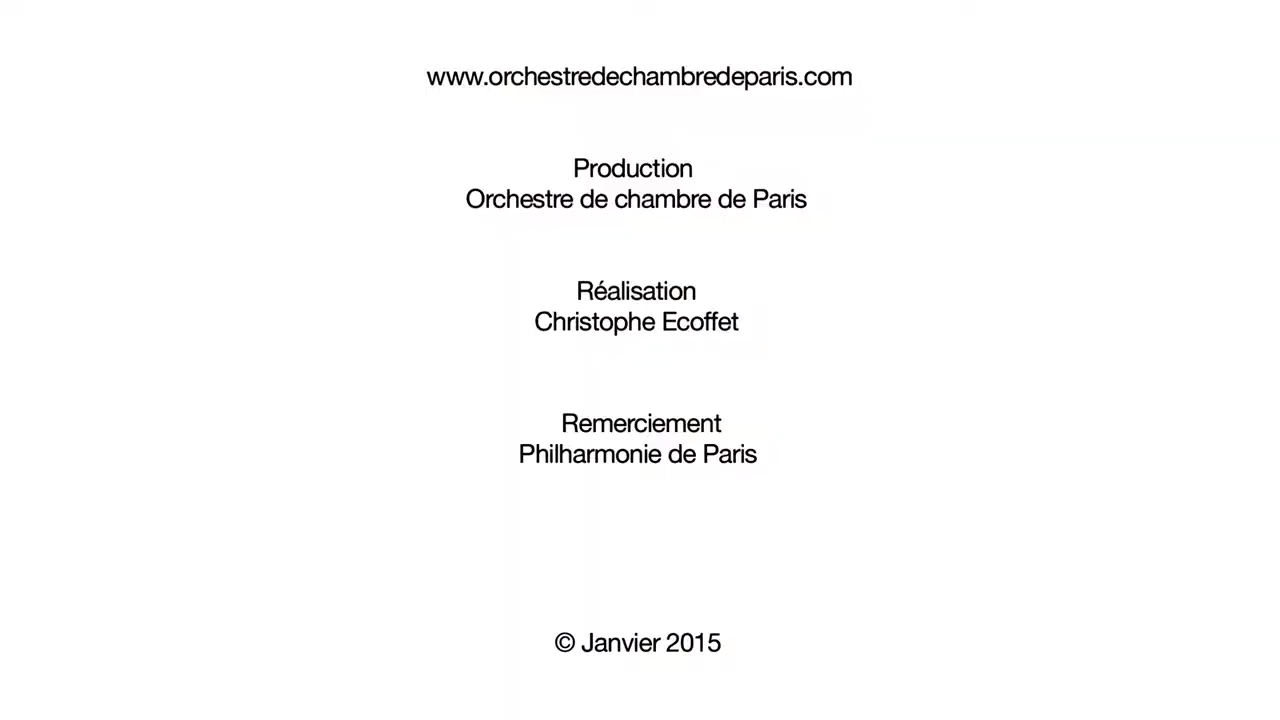 www.orchestredechambredeparis.com
Production
Orchestre de chambre de Paris
Réalisation
Christophe Ecoffet
Remerciement
Philharmonie de Paris
© Janvier 2015